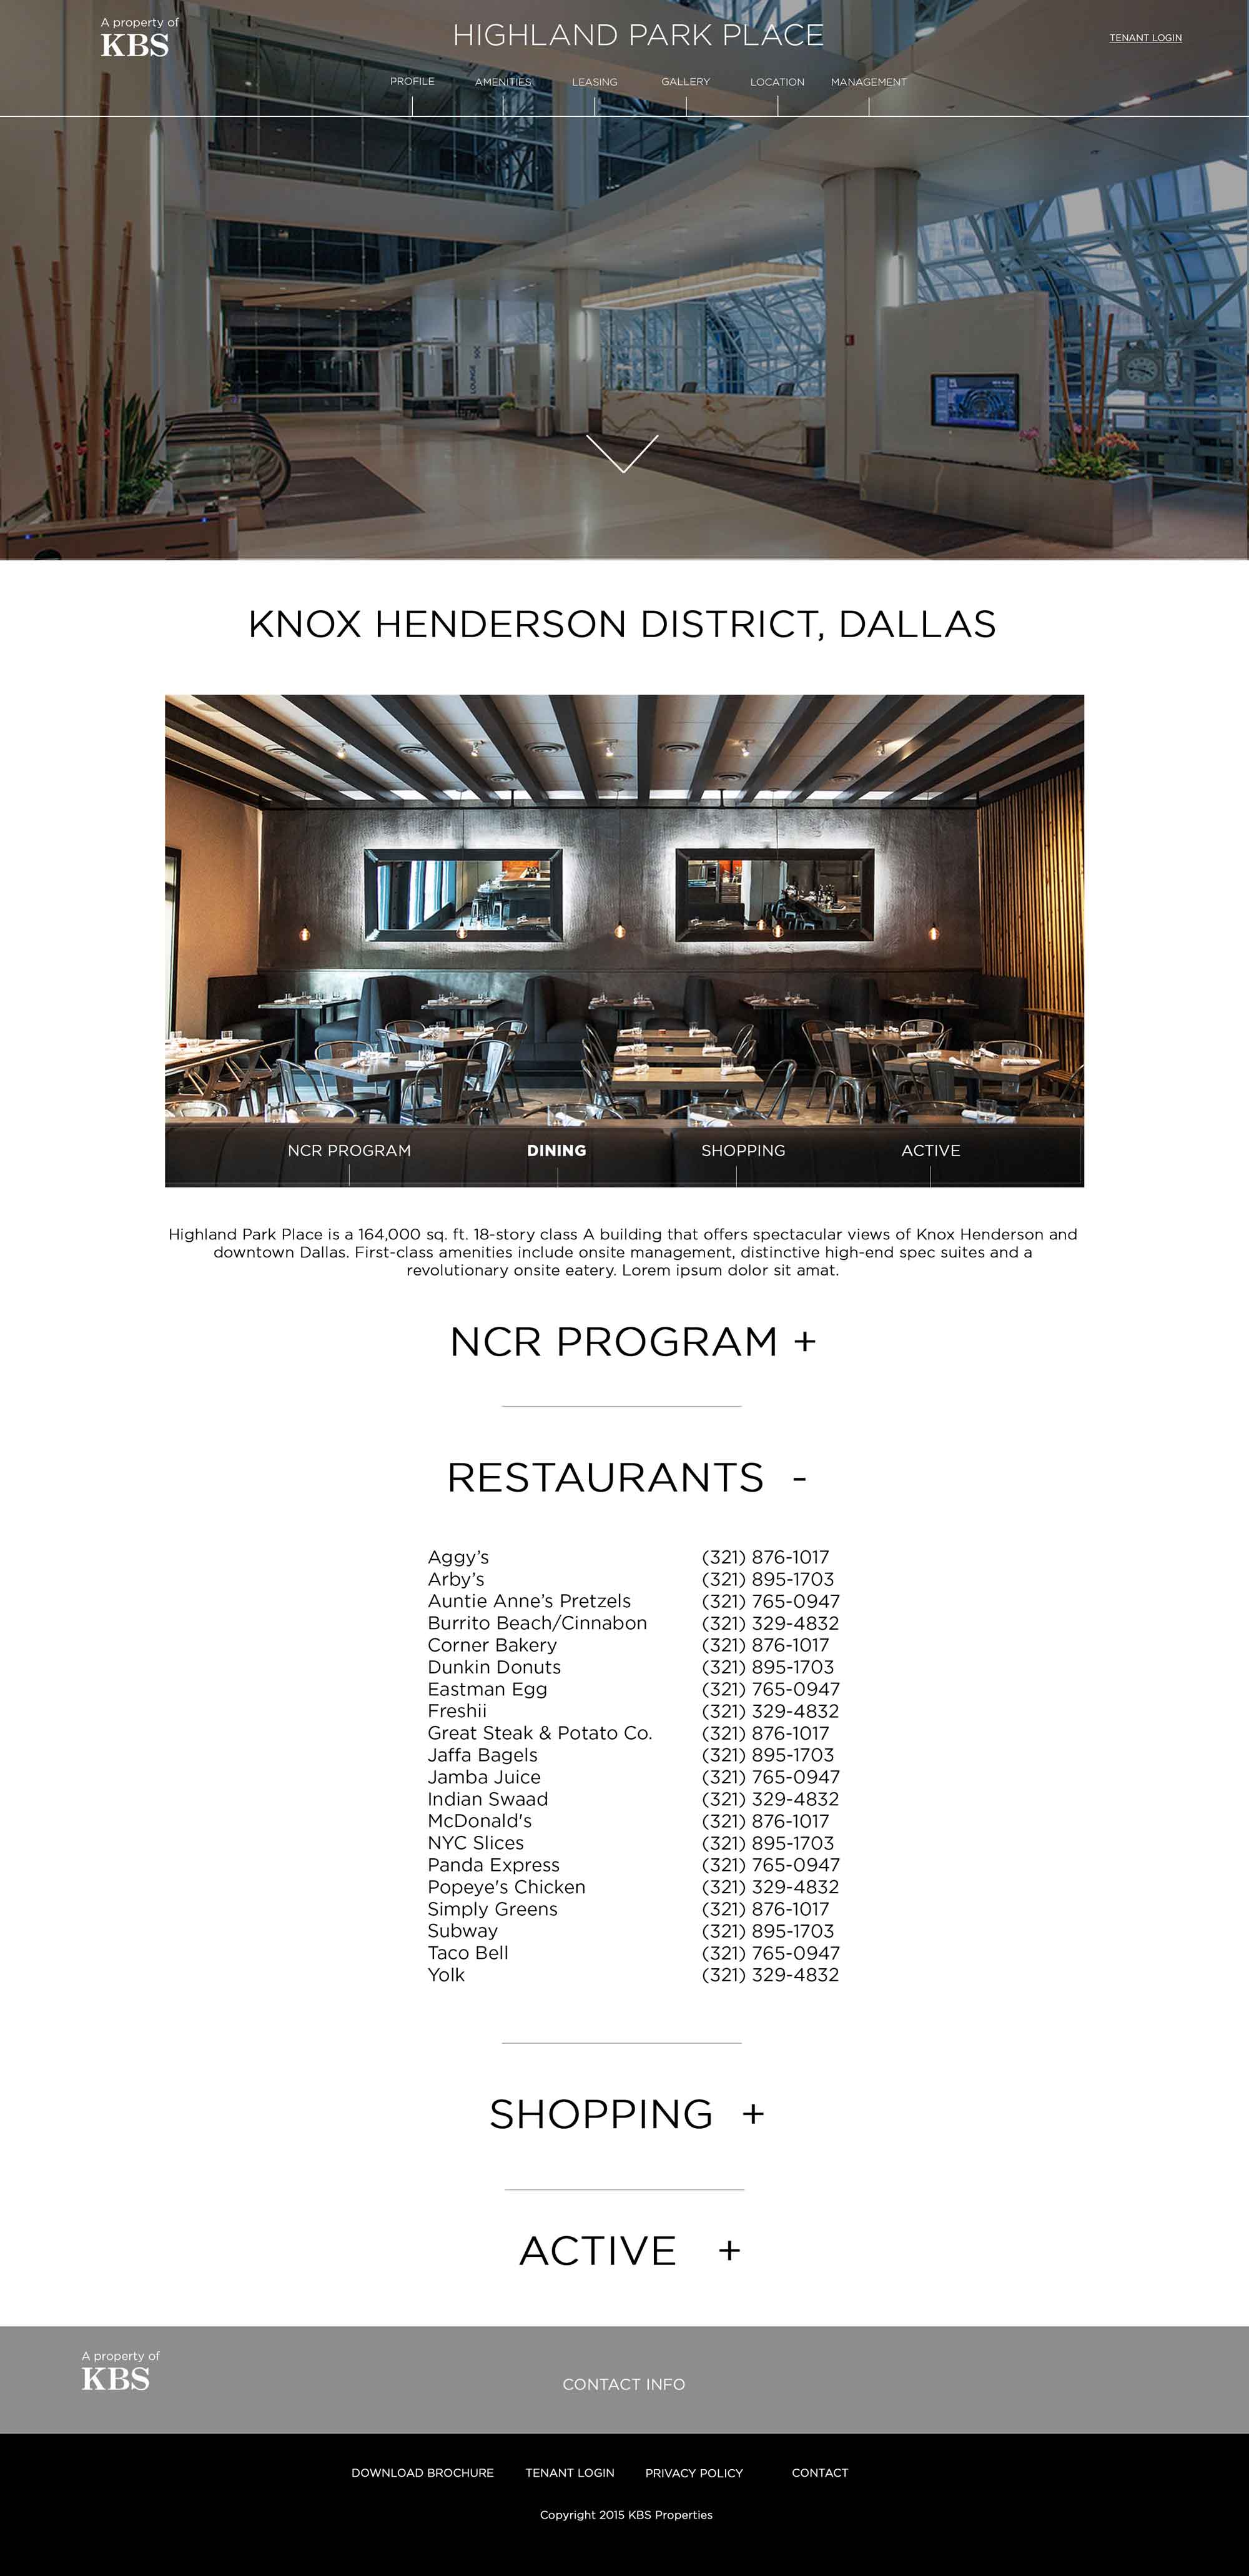 A property of
KBS
HIGHLAND PARK PLACE
TENANT LOGIN
PROFILE AMENITIES LEASING GALLERY LOCATION MANAGEMENT
LOUNGE SOC
KNOX HENDERSON DISTRICT, DALLAS
NCR PROGRAM DINING SHOPPING ACTIVE
Highland Park Place is a 164,000 sq. ft. 18-story class A building that offers spectacular views of Knox Henderson and
downtown Dallas. First-class amenities include onsite management, distinctive high-end spec suites and a
revolutionary onsite eatery. Lorem ipsum dolor sit amat.
NCR PROGRAM +
RESTAURANTS -
Aggy’s (321) 876-1017
Arby’s (321) 895-1703
Auntie Anne’s Pretzels (321) 765-0947
Burrito Beach/Cinnabon (321) 329-4832
Corner Bakery (321) 876-1017
Dunkin Donuts (321) 895-1703
Eastman Egg (321) 765-0947
Freshii (321) 329-4832
Great Steak & Potato Co. (321) 876-1017
Jaffa Bagels (321) 895-1703
Jamba Juice (321) 765-0947
Indian Swaad (321) 329-4832
McDonald's (321) 876-1017
NYC Slices (321) 895-1703
Panda Express (321) 765-0947
Popeye's Chicken (321) 329-4832
Simply Greens (321) 876-1017
Subway (321) 895-1703
Taco Bell (321) 765-0947
Yolk (321) 329-4832
SHOPPING +
ACTIVE +
A property of
KBS
CONTACT INFO
DOWNLOAD BROCHURE TENANT LOGIN PRIVACY POLICY CONTACT
Copyright 2015 KBS Properties